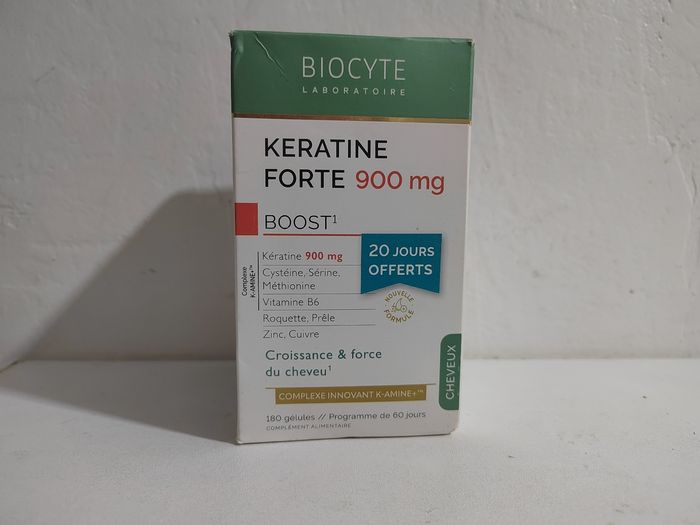 BIOCYTE
LABORATOIRE
KERATINE
FORTE 900 mg
BOOST¹
20 JOURS
OFFERTS
Complexe
K-AMINE+™
Kératine 900 mg
Cystéine, Sérine,
Méthionine
Vitamine B6
Roquette, Prêle
Zinc, Cuivre
NOUVELLE
FORMULE
Croissance & force
du cheveu¹
CHEVEUX
COMPLEXE INNOVANT K-AMINE+™
180 gélules // Programme de 60 jours
COMPLÉMENT ALIMENTAIRE